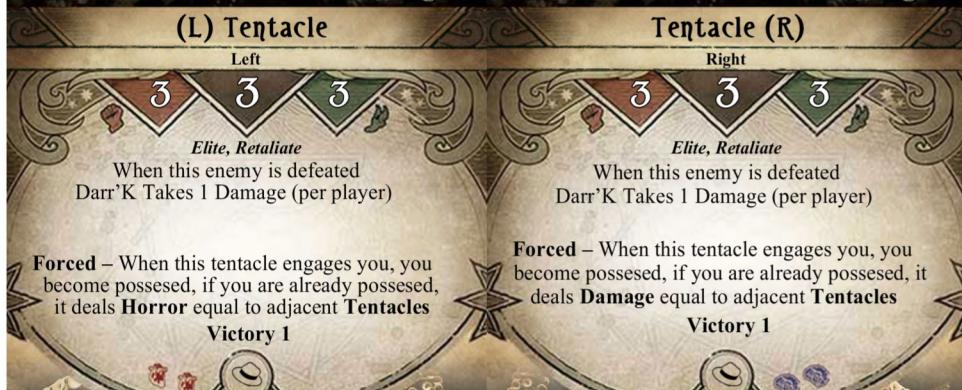 (L) Tentacle
Left
3 3 3
Elite, Retaliate
When this enemy is defeated
Darr'K Takes 1 Damage (per player)
Forced – When this tentacle engages you, you
become possesed, if you are already possesed,
it deals Horror equal to adjacent Tentacles
Victory 1
Tentacle (R)
Right
3 3 3
Elite, Retaliate
When this enemy is defeated
Darr'K Takes 1 Damage (per player)
Forced – When this tentacle engages you, you
become possesed, if you are already possesed, it
deals Damage equal to adjacent Tentacles
Victory 1